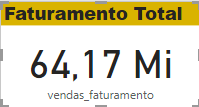 Faturamento Total
64,17 Mi
vendas_faturamento